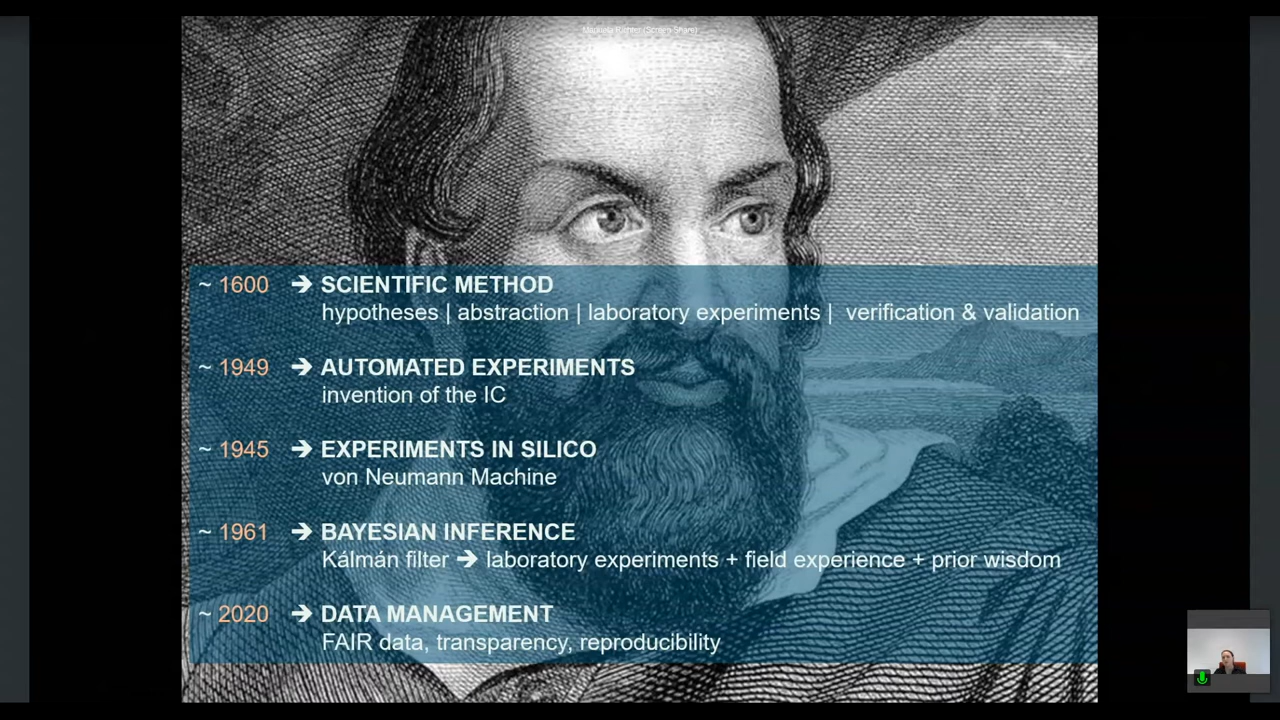 ~ 1600 ➔ SCIENTIFIC METHOD
hypotheses | abstraction | laboratory experiments | verification & validation
~ 1949 ➔ AUTOMATED EXPERIMENTS
invention of the IC
~ 1945 ➔ EXPERIMENTS IN SILICO
von Neumann Machine
~ 1961 ➔ BAYESIAN INFERENCE
Kálmán filter ➔ laboratory experiments + field experience + prior wisdom
~ 2020 ➔ DATA MANAGEMENT
FAIR data, transparency, reproducibility